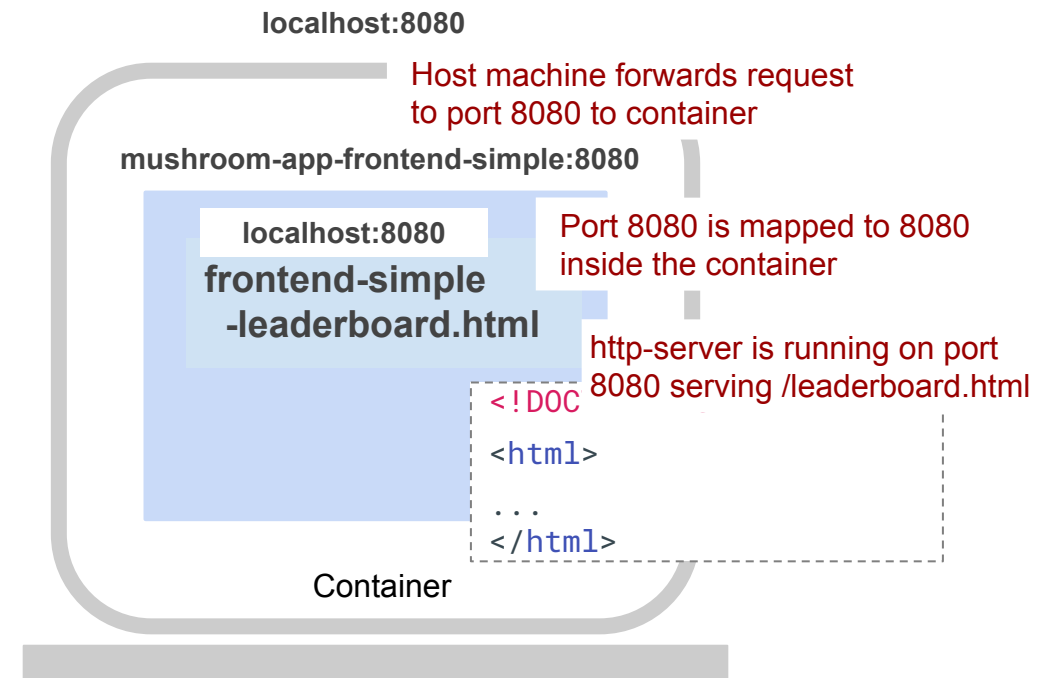 localhost:8080
Host machine forwards request
to port 8080 to container
mushroom-app-frontend-simple:8080
localhost:8080
Port 8080 is mapped to 8080
inside the container
frontend-simple
-leaderboard.html
http-server is running on port
8080 serving /leaderboard.html
<!DOC
<html>
...
</html>
Container